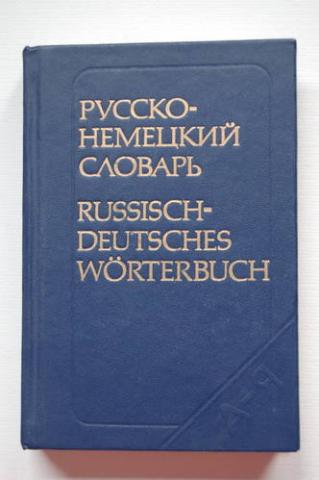 РУССКО-
НЕМЕЦКИЙ
СЛОВАРЬ
RUSSISCH-
DEUTSCHES
WÖRTERBUCH
А-Я